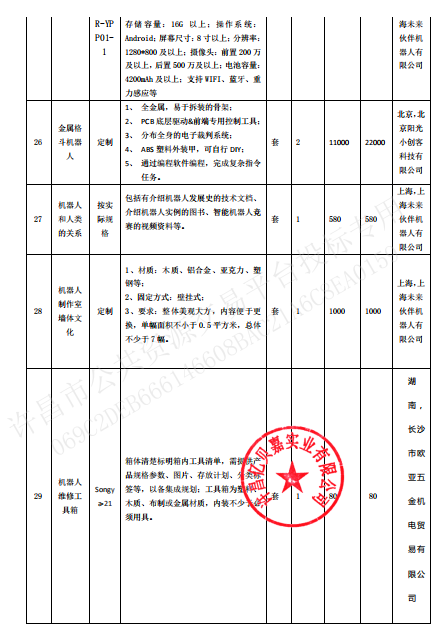 R-YP
P01-
1
存储容量：16G 以上；操作系统：
Android；屏幕尺寸：8 寸以上；分辨率：
1280*800 及以上；摄像头：前置 200 万
及以上，后置 500 万及以上；电池容量：
4200mAh 及以上；支持 WIFI、蓝牙、重
力感应等
海未来
伙伴机
器人有
限公司
26
金属格
斗机器
人
定制
1、 全金属，易于拆装的骨架；
2、 PCB 底层驱动&前端专用控制工具；
3、 分布全身的电子裁判系统；
4、 ABS 塑料外装甲，可自行 DIY；
5、 通过编程软件编程，完成复杂指令
任务。
套
2
11000
22000
北京，北
京阳光
小创客
科技有
限公司
27
机器人
和人类
的关系
按实
际规
格
包括有介绍机器人发展史的技术文档、
介绍机器人实例的图书、智能机器人竞
赛的视频资料等。
套
1
580
580
上海，上
海未来
伙伴机
器人有
限公司
28
机器人
制作室
墙体文
化
定制
1、材质：木质、铝合金、亚克力、塑
钢等；
2、固定方式：壁挂式；
3、要求：整体美观大方，内容便于更
换，单幅面积不小于 0.5 平方米，总体
不少于 7 幅。
套
1
1000
1000
上海，上
海未来
伙伴机
器人有
限公司
29
机器人
维修工
具箱
Songy
a-21
箱体清是标明箱内工具清单，需提供产
品规格参数、图片、存放计划、分类标
签等，以备集成规划；工具箱为塑料、
木质、布制或金属材质，内装不少于
须用具。
套
1
80
80
湖
南，
长沙
市欧
亚五
金机
电贸
易有
限公
司
许昌亿贝嘉实业有限公司